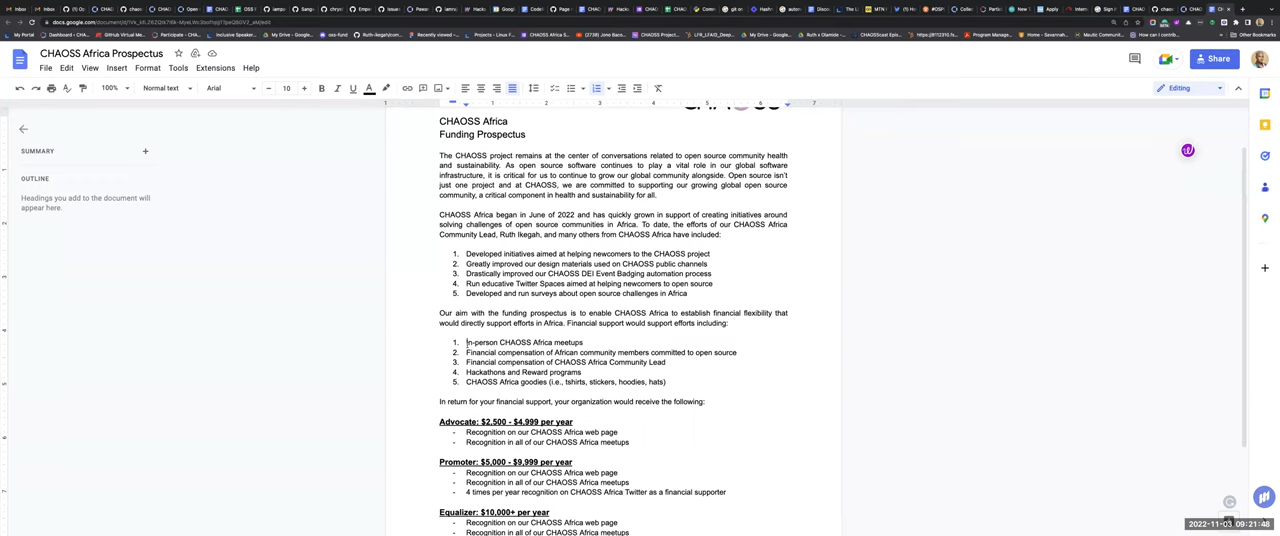 docs.google.com/document/d/
CHAOSS Africa Prospectus
File Edit View Insert Format Tools Extensions Help
Share
100% Normal text Arial 10
Editing
SUMMARY
OUTLINE
Headings you add to the document will
appear here.
CHAOSS Africa
Funding Prospectus
The CHAOSS project remains at the center of conversations related to open source community health
and sustainability. As open source software continues to play a vital role in our global software
infrastructure, it is critical for us to continue to grow our global community alongside. Open source isn't
just one project and at CHAOSS, we are committed to supporting our growing global open source
community, a critical component in health and sustainability for all.
CHAOSS Africa began in June of 2022 and has quickly grown in support of creating initiatives around
solving challenges of open source communities in Africa. To date, the efforts of our CHAOSS Africa
Community Lead, Ruth Ikegah, and many others from CHAOSS Africa have included:
1. Developed initiatives aimed at helping newcomers to the CHAOSS project
2. Greatly improved our design materials used on CHAOSS public channels
3. Drastically improved our CHAOSS DEI Event Badging automation process
4. Run educative Twitter Spaces aimed at helping newcomers to open source
5. Developed and run surveys about open source challenges in Africa
Our aim with the funding prospectus is to enable CHAOSS Africa to establish financial flexibility that
would directly support efforts in Africa. Financial support would support efforts including:
1. In-person CHAOSS Africa meetups
2. Financial compensation of African community members committed to open source
3. Financial compensation of CHAOSS Africa Community Lead
4. Hackathons and Reward programs
5. CHAOSS Africa goodies (i.e., tshirts, stickers, hoodies, hats)
In return for your financial support, your organization would receive the following:
Advocate: $2,500 - $4,999 per year
- Recognition on our CHAOSS Africa web page
- Recognition in all of our CHAOSS Africa meetups
Promoter: $5,000 - $9,999 per year
- Recognition on our CHAOSS Africa web page
- Recognition in all of our CHAOSS Africa meetups
- 4 times per year recognition on CHAOSS Africa Twitter as a financial supporter
Equalizer: $10,000+ per year
- Recognition on our CHAOSS Africa web page
- Recognition in all of our CHAOSS Africa meetups
2022-11-03 09:21:48